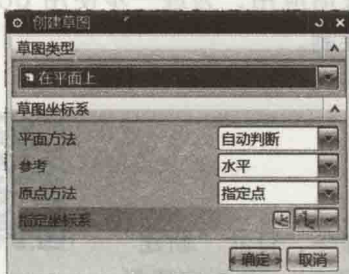 创建草图
草图类型
在平面上
草图坐标系
平面方法 自动判断
参考 水平
原点方法 指定点
指定坐标系
<确定> 取消